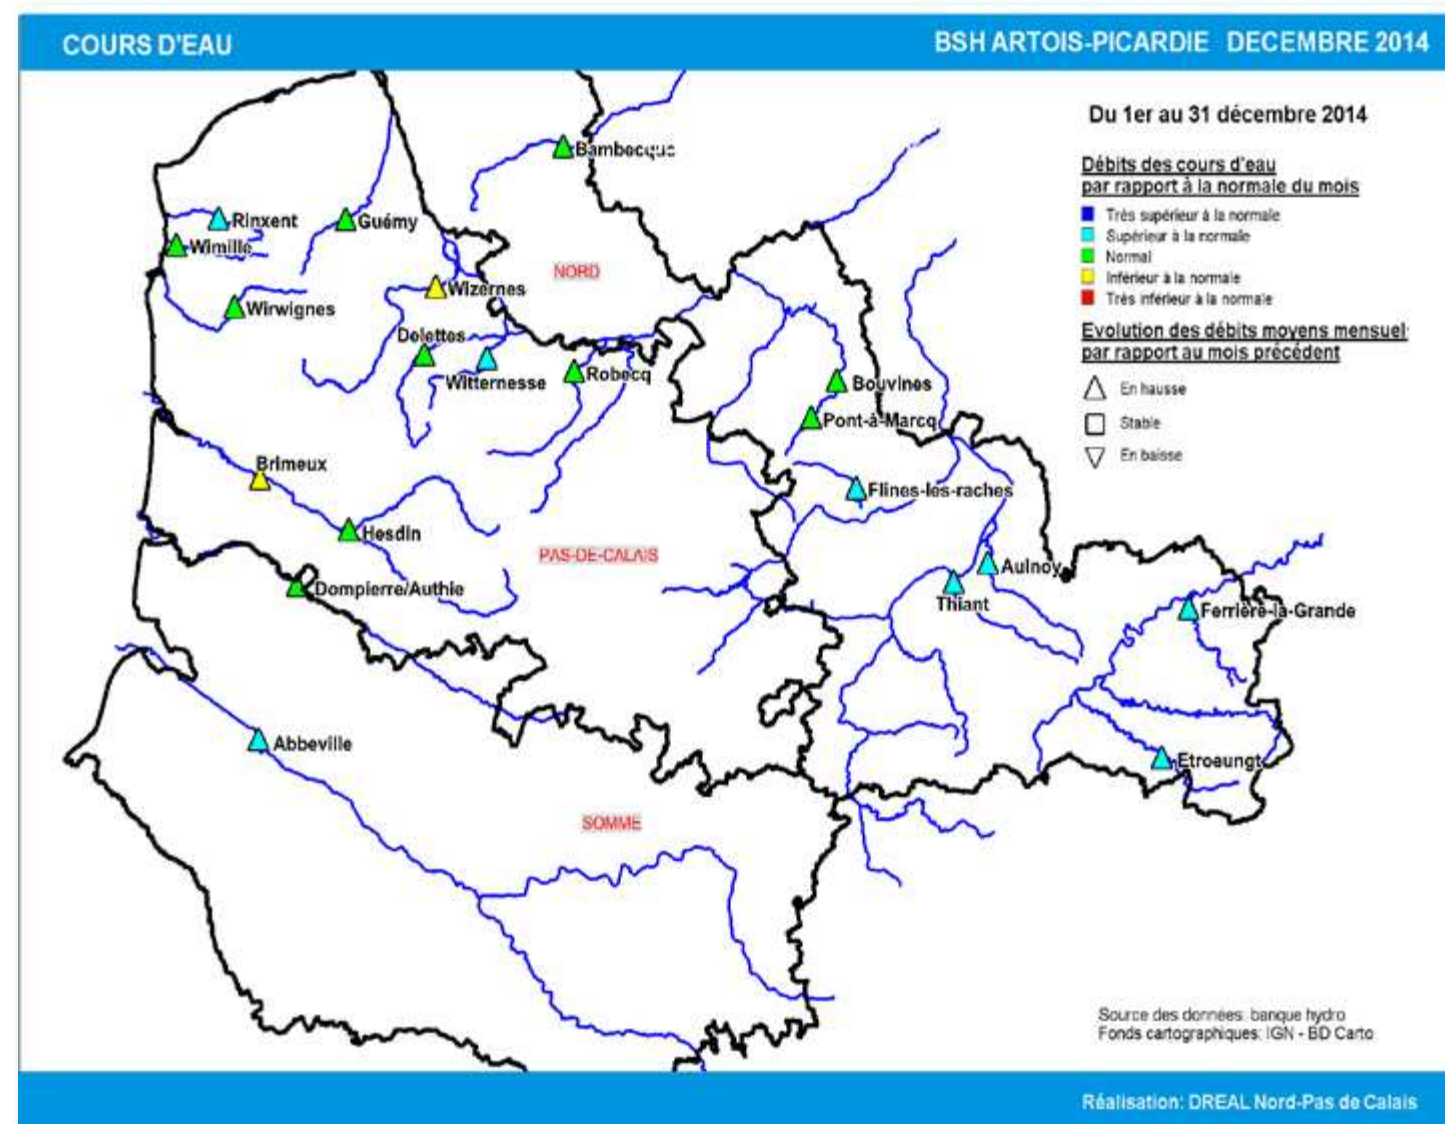 COURS D'EAU
BSH ARTOIS-PICARDIE DECEMBRE 2014
Du 1er au 31 décembre 2014
Débits des cours d'eau
par rapport à la normale du mois
Très supérieur à la normale
Supérieur à la normale
Normal
Inférieur à la normale
Très inférieur à la normale
Evolution des débits moyens mensuel
par rapport au mois précédent
En hausse
Stable
En baisse
Bambecque
Rinxent
Guémy
Wimille
NORD
Wizernes
Wirwignes
Delettes
Witternesse
Robecq
Bouvines
Pont-à-Marcq
Brimeux
Flines-les-raches
Hesdin
PAS-DE-CALAIS
Aulnoy
Dompierre/Authie
Thiant
Ferrière-la-Grande
Abbeville
Etroeungt
SOMME
Source des données: banque hydro
Fonds cartographiques: IGN - BD Carto
Réalisation: DREAL Nord-Pas de Calais